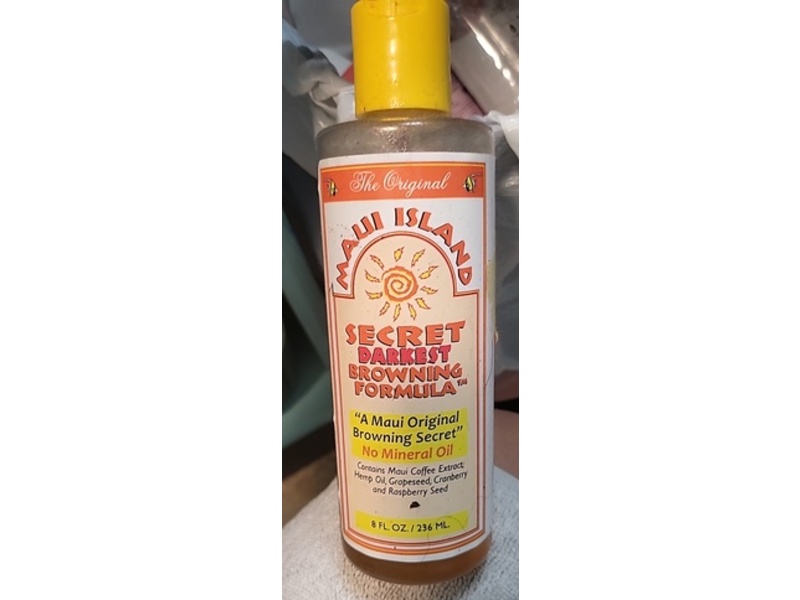 The Original
MAUI ISLAND
SECRET
DARKEST
BROWNING
FORMULA™
"A Maui Original
Browning Secret"
No Mineral Oil
Contains Maui Coffee Extract,
Hemp Oil, Grapeseed, Cranberry
and Raspberry Seed
8 FL. OZ. / 236 ML.